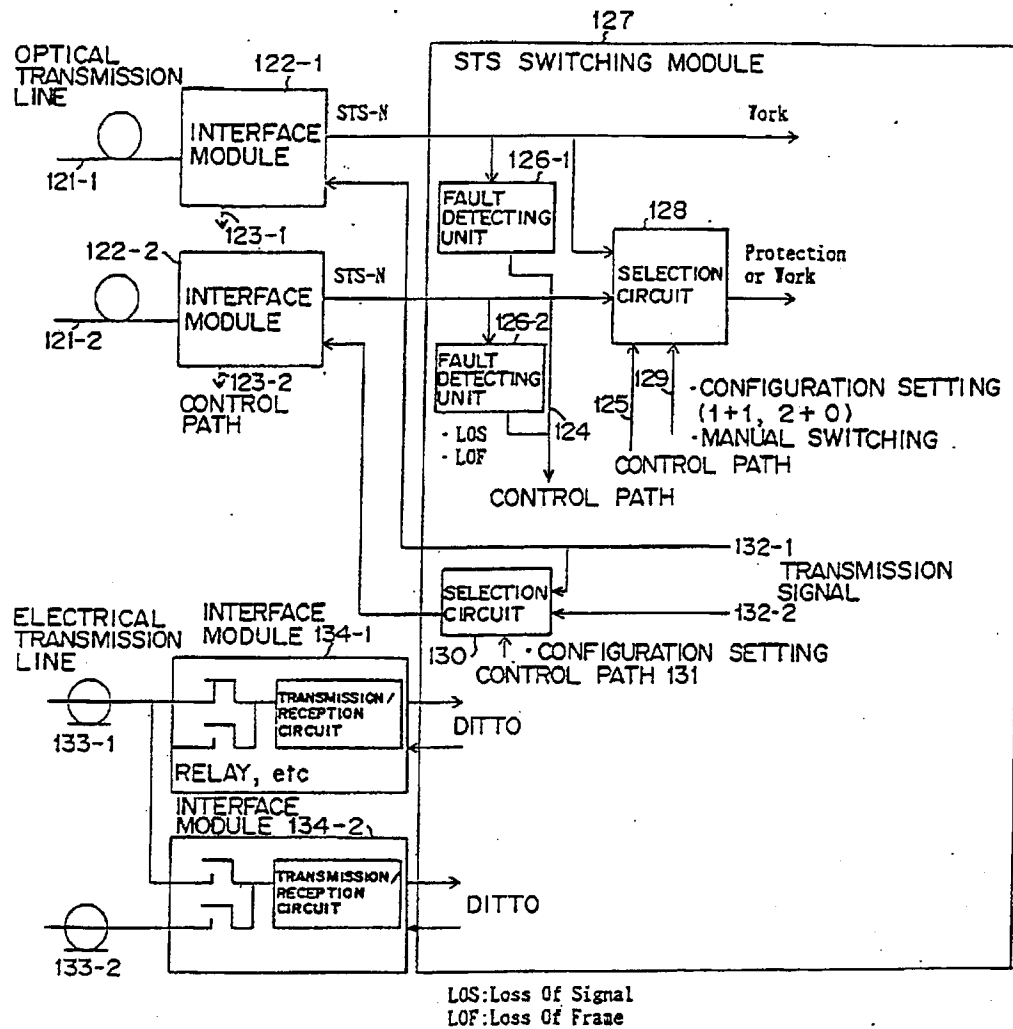 127
OPTICAL
TRANSMISSION
LINE
122-1
STS SWITCHING MODULE
STS-N
Work
INTERFACE
MODULE
121-1
126-1
FAULT
DETECTING
UNIT
128
123-1
122-2
STS-N
Protection
or Work
SELECTION
CIRCUIT
INTERFACE
MODULE
121-2
126-2
FAULT
DETECTING
UNIT
123-2
CONTROL
PATH
129
125
124
·CONFIGURATION SETTING
(1+1, 2+0)
·MANUAL SWITCHING
CONTROL PATH
· LOS
· LOF
CONTROL PATH
132-1
TRANSMISSION
SIGNAL
132-2
SELECTION
CIRCUIT
130
·CONFIGURATION SETTING
CONTROL PATH 131
ELECTRICAL
TRANSMISSION
LINE
INTERFACE
MODULE 134-1
TRANSMISSION/
RECEPTION
CIRCUIT
DITTO
133-1
RELAY, etc
INTERFACE
MODULE 134-2
TRANSMISSION/
RECEPTION
CIRCUIT
DITTO
133-2
LOS:Loss Of Signal
LOF:Loss Of Frame